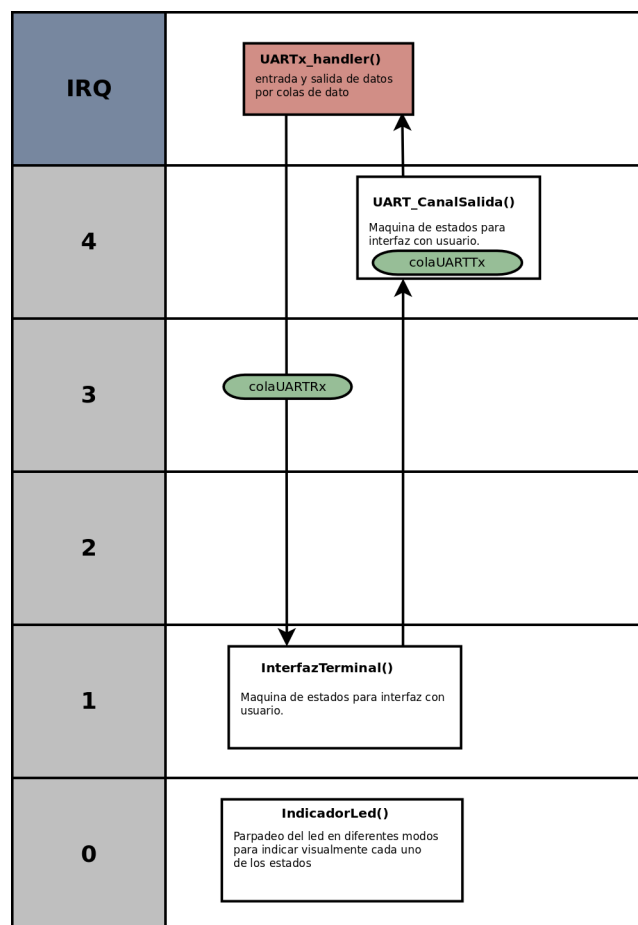 IRQ
UARTx_handler()
entrada y salida de datos
por colas de dato
4
UART_CanalSalida()
Maquina de estados para
interfaz con usuario.
colaUARTTx
3
colaUARTRx
2
1
InterfazTerminal()
Maquina de estados para interfaz con
usuario.
0
IndicadorLed()
Parpadeo del led en diferentes modos
para indicar visualmente cada uno
de los estados